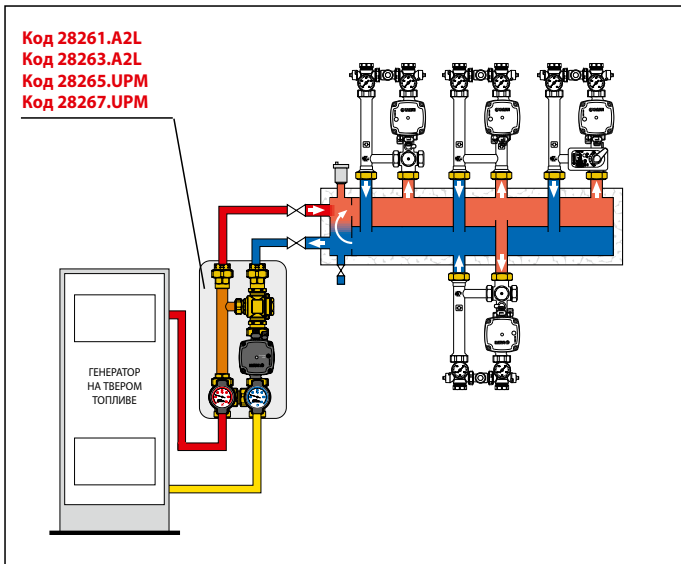 Код 28261.A2L
Код 28263.A2L
Код 28265.UPM
Код 28267.UPM
ГЕНЕРАТОР
НА ТВЕРОМ
ТОПЛИВЕ